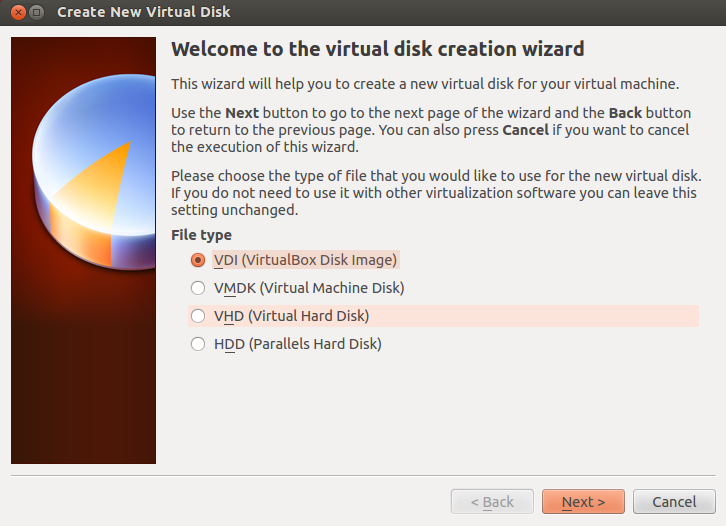 Create New Virtual Disk
Welcome to the virtual disk creation wizard
This wizard will help you to create a new virtual disk for your virtual machine.
Use the Next button to go to the next page of the wizard and the Back button
to return to the previous page. You can also press Cancel if you want to cancel
the execution of this wizard.
Please choose the type of file that you would like to use for the new virtual disk.
If you do not need to use it with other virtualization software you can leave this
setting unchanged.
File type
VDI (VirtualBox Disk Image)
VMDK (Virtual Machine Disk)
VHD (Virtual Hard Disk)
HDD (Parallels Hard Disk)
< Back
Next >
Cancel